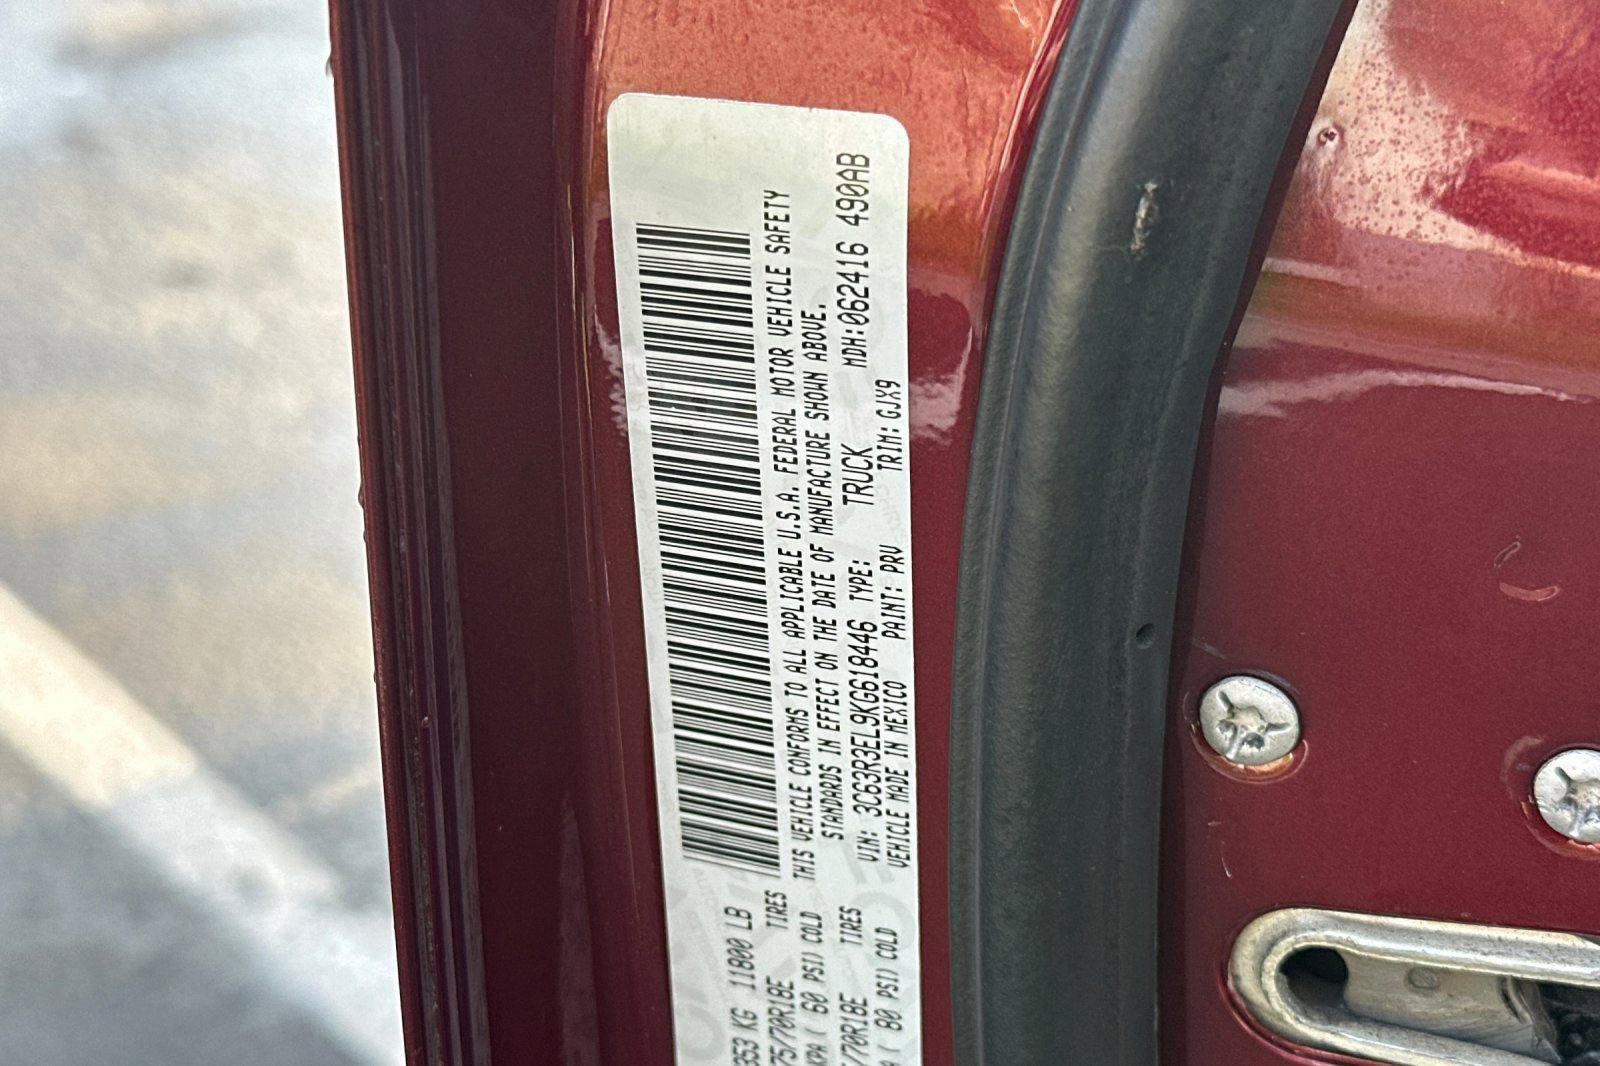 353 KG 11800 LB
75/70R18E TIRES
KPA ( 60 PSI) COLD
/70R18E TIRES
( 80 PSI) COLD
THIS VEHICLE CONFORMS TO ALL APPLICABLE U.S.A. FEDERAL MOTOR VEHICLE SAFETY
STANDARDS IN EFFECT ON THE DATE OF MANUFACTURE SHOWN ABOVE.
VIN: 3C63R3EL9KG618446 TYPE: TRUCK MDH:062416 490AB
VEHICLE MADE IN MEXICO PAINT: PRV TRIM: GJX9